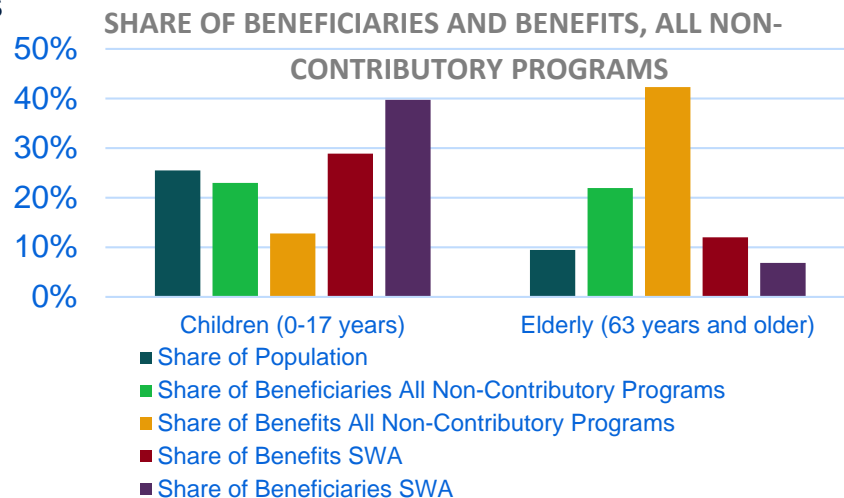 s
SHARE OF BENEFICIARIES AND BENEFITS, ALL NON-
CONTRIBUTORY PROGRAMS
50%
40%
30%
20%
10%
0%
Children (0-17 years)
Elderly (63 years and older)
Share of Population
Share of Beneficiaries All Non-Contributory Programs
Share of Benefits All Non-Contributory Programs
Share of Benefits SWA
Share of Beneficiaries SWA